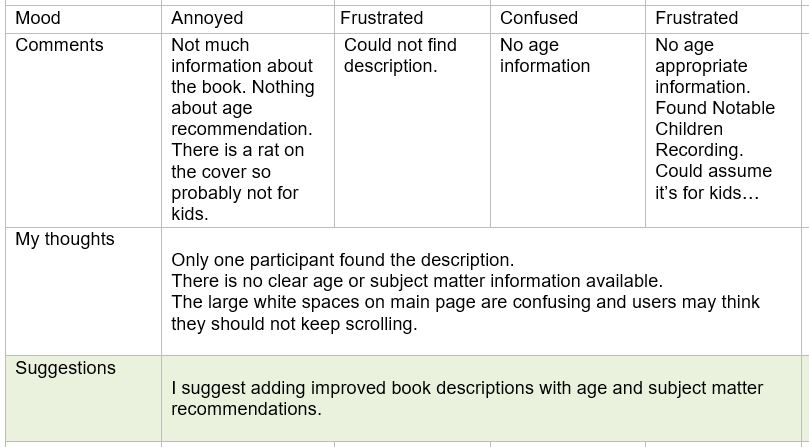 Mood
Annoyed
Frustrated
Confused
Frustrated
Comments
Not much
information about
the book. Nothing
about age
recommendation.
There is a rat on
the cover so
probably not for
kids.
Could not find
description.
No age
information
No age
appropriate
information.
Found Notable
Children
Recording.
Could assume
it’s for kids…
My thoughts
Only one participant found the description.
There is no clear age or subject matter information available.
The large white spaces on main page are confusing and users may think
they should not keep scrolling.
Suggestions
I suggest adding improved book descriptions with age and subject matter
recommendations.